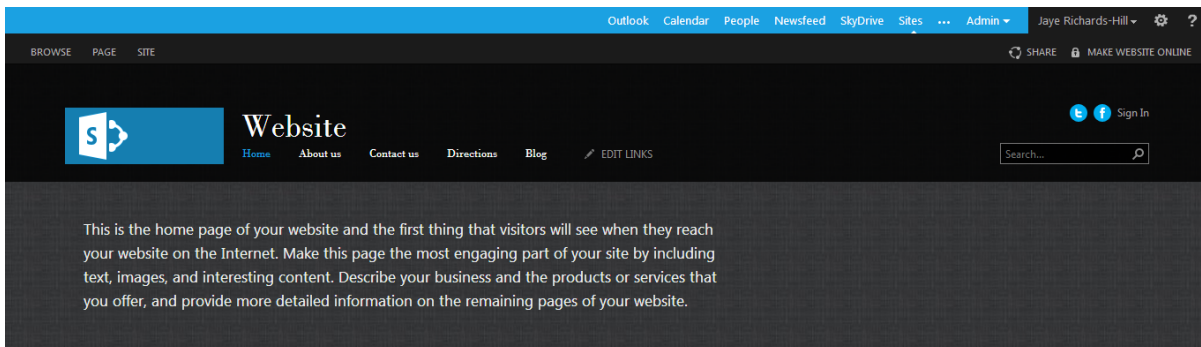 Outlook Calendar People Newsfeed SkyDrive Sites ... Admin Jaye Richards-Hill ?
BROWSE PAGE SITE SHARE MAKE WEBSITE ONLINE
S
Website
t f Sign In
Home About us Contact us Directions Blog EDIT LINKS
Search...
This is the home page of your website and the first thing that visitors will see when they reach
your website on the Internet. Make this page the most engaging part of your site by including
text, images, and interesting content. Describe your business and the products or services that
you offer, and provide more detailed information on the remaining pages of your website.